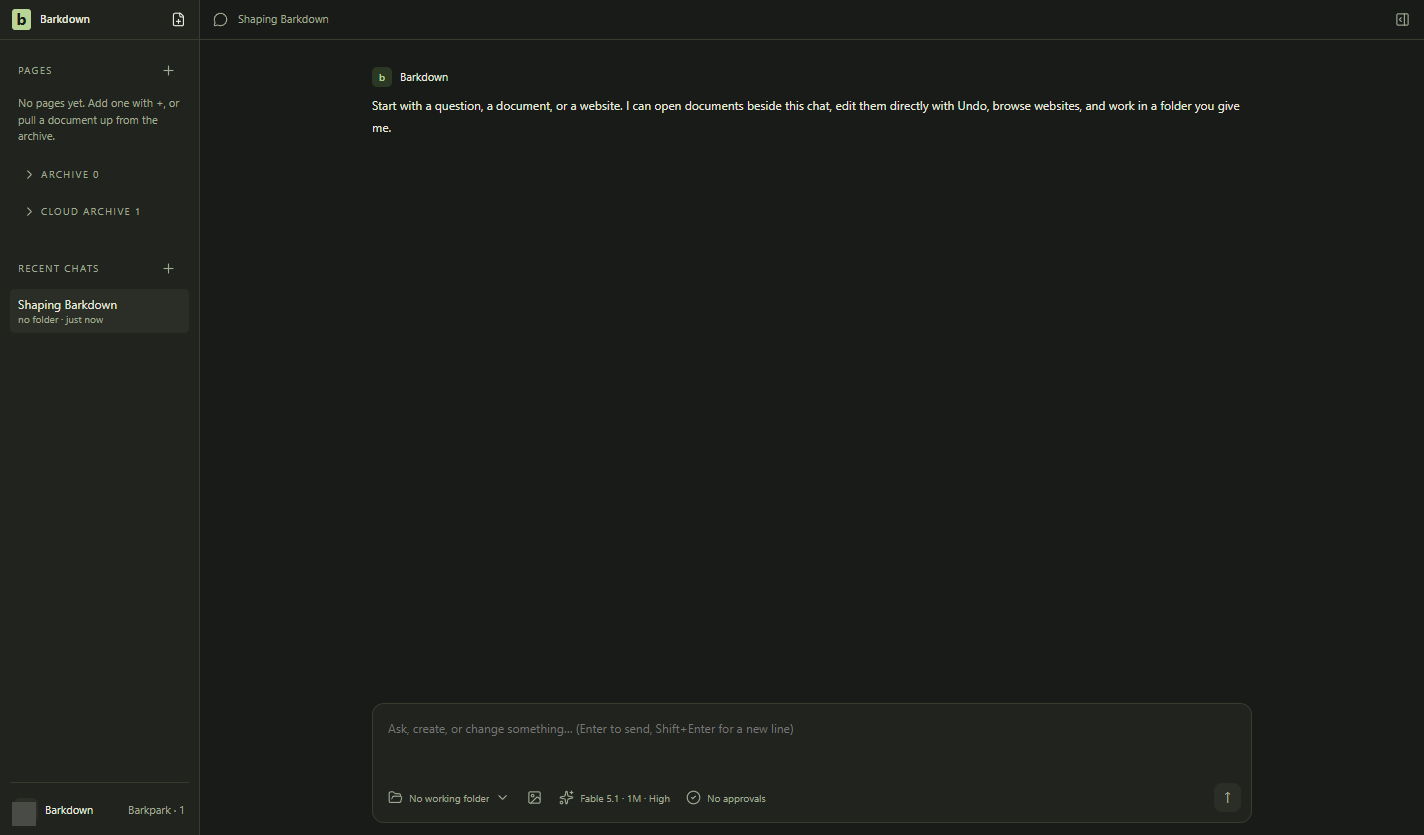 b Barkdown
Shaping Barkdown
PAGES
No pages yet. Add one with +, or
pull a document up from the
archive.
ARCHIVE 0
CLOUD ARCHIVE 1
RECENT CHATS
Shaping Barkdown
no folder · just now
Barkdown Barkpark · 1
b Barkdown
Start with a question, a document, or a website. I can open documents beside this chat, edit them directly with Undo, browse websites, and work in a folder you give
me.
Ask, create, or change something... (Enter to send, Shift+Enter for a new line)
No working folder Fable 5.1 · 1M · High No approvals